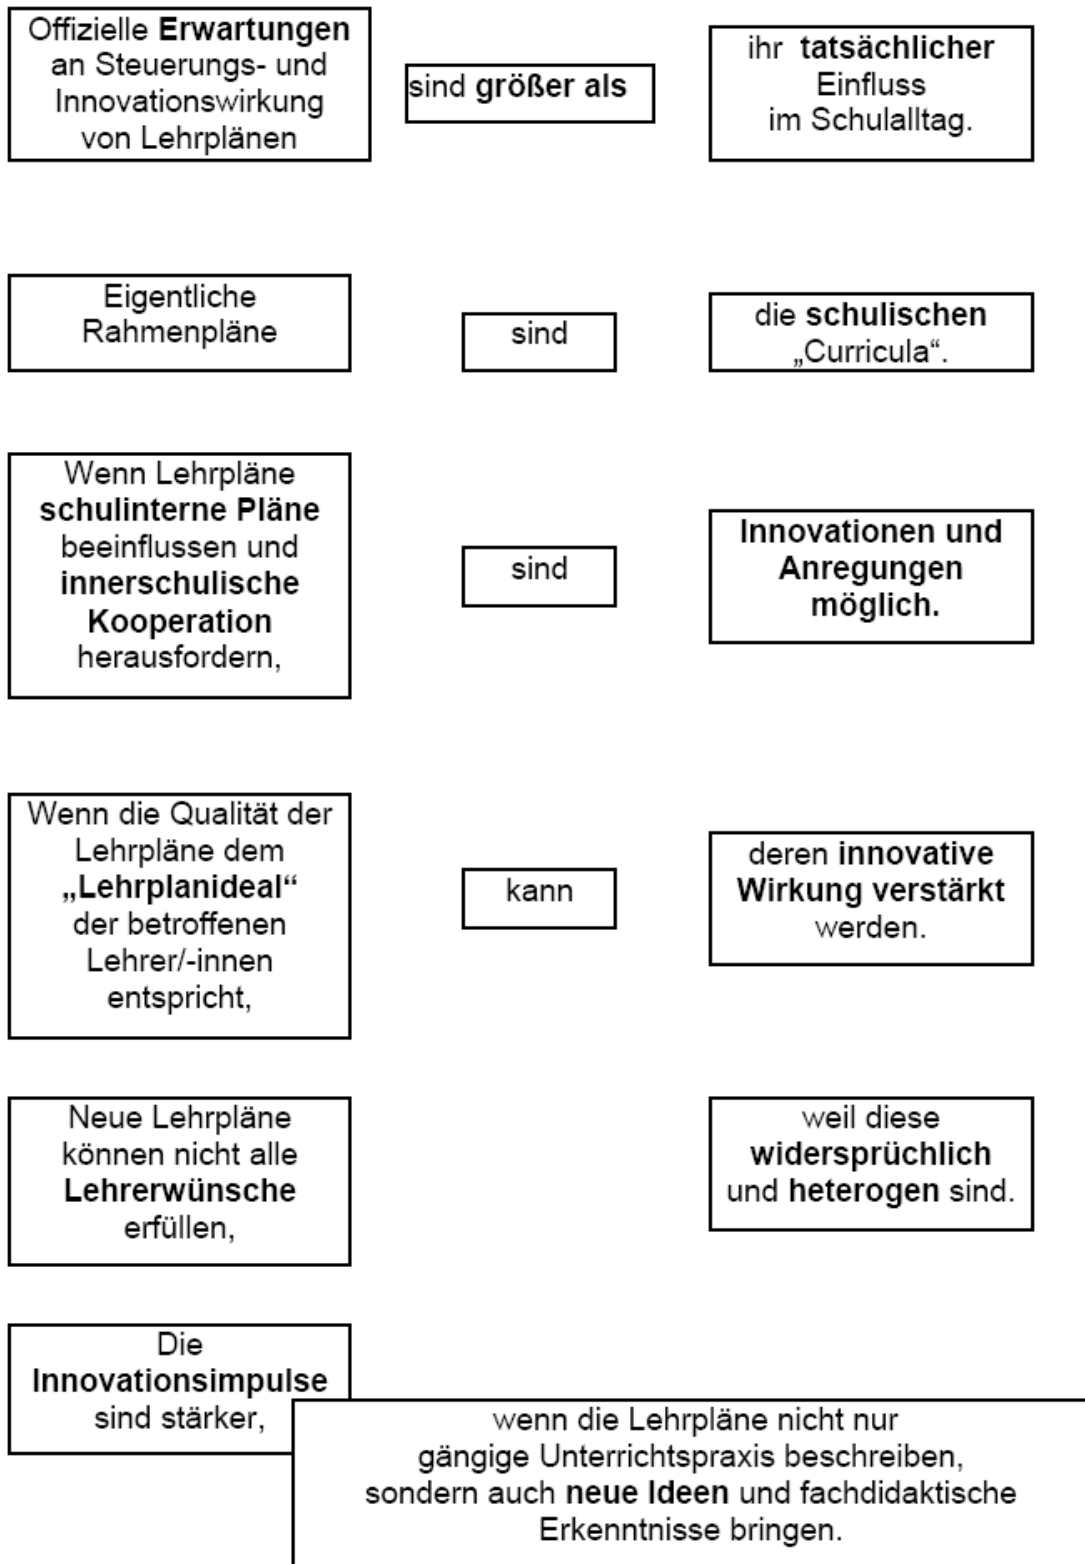 Offizielle Erwartungen
an Steuerungs- und
Innovationswirkung
von Lehrplänen
sind größer als
ihr tatsächlicher
Einfluss
im Schulalltag.
Eigentliche
Rahmenpläne
sind
die schulischen
„Curricula“.
Wenn Lehrpläne
schulinterne Pläne
beeinflussen und
innerschulische
Kooperation
herausfordern,
sind
Innovationen und
Anregungen
möglich.
Wenn die Qualität der
Lehrpläne dem
„Lehrplanideal“
der betroffenen
Lehrer/-innen
entspricht,
kann
deren innovative
Wirkung verstärkt
werden.
Neue Lehrpläne
können nicht alle
Lehrerwünsche
erfüllen,
weil diese
widersprüchlich
und heterogen sind.
Die
Innovationsimpulse
sind stärker,
wenn die Lehrpläne nicht nur
gängige Unterrichtspraxis beschreiben,
sondern auch neue Ideen und fachdidaktische
Erkenntnisse bringen.